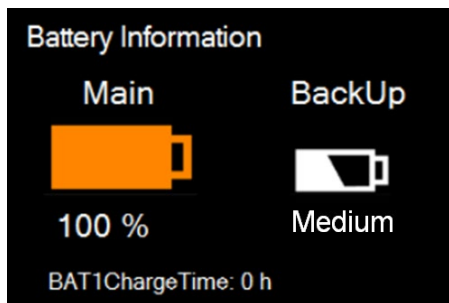 Battery Information
Main BackUp
100 % Medium
BAT1ChargeTime: 0 h